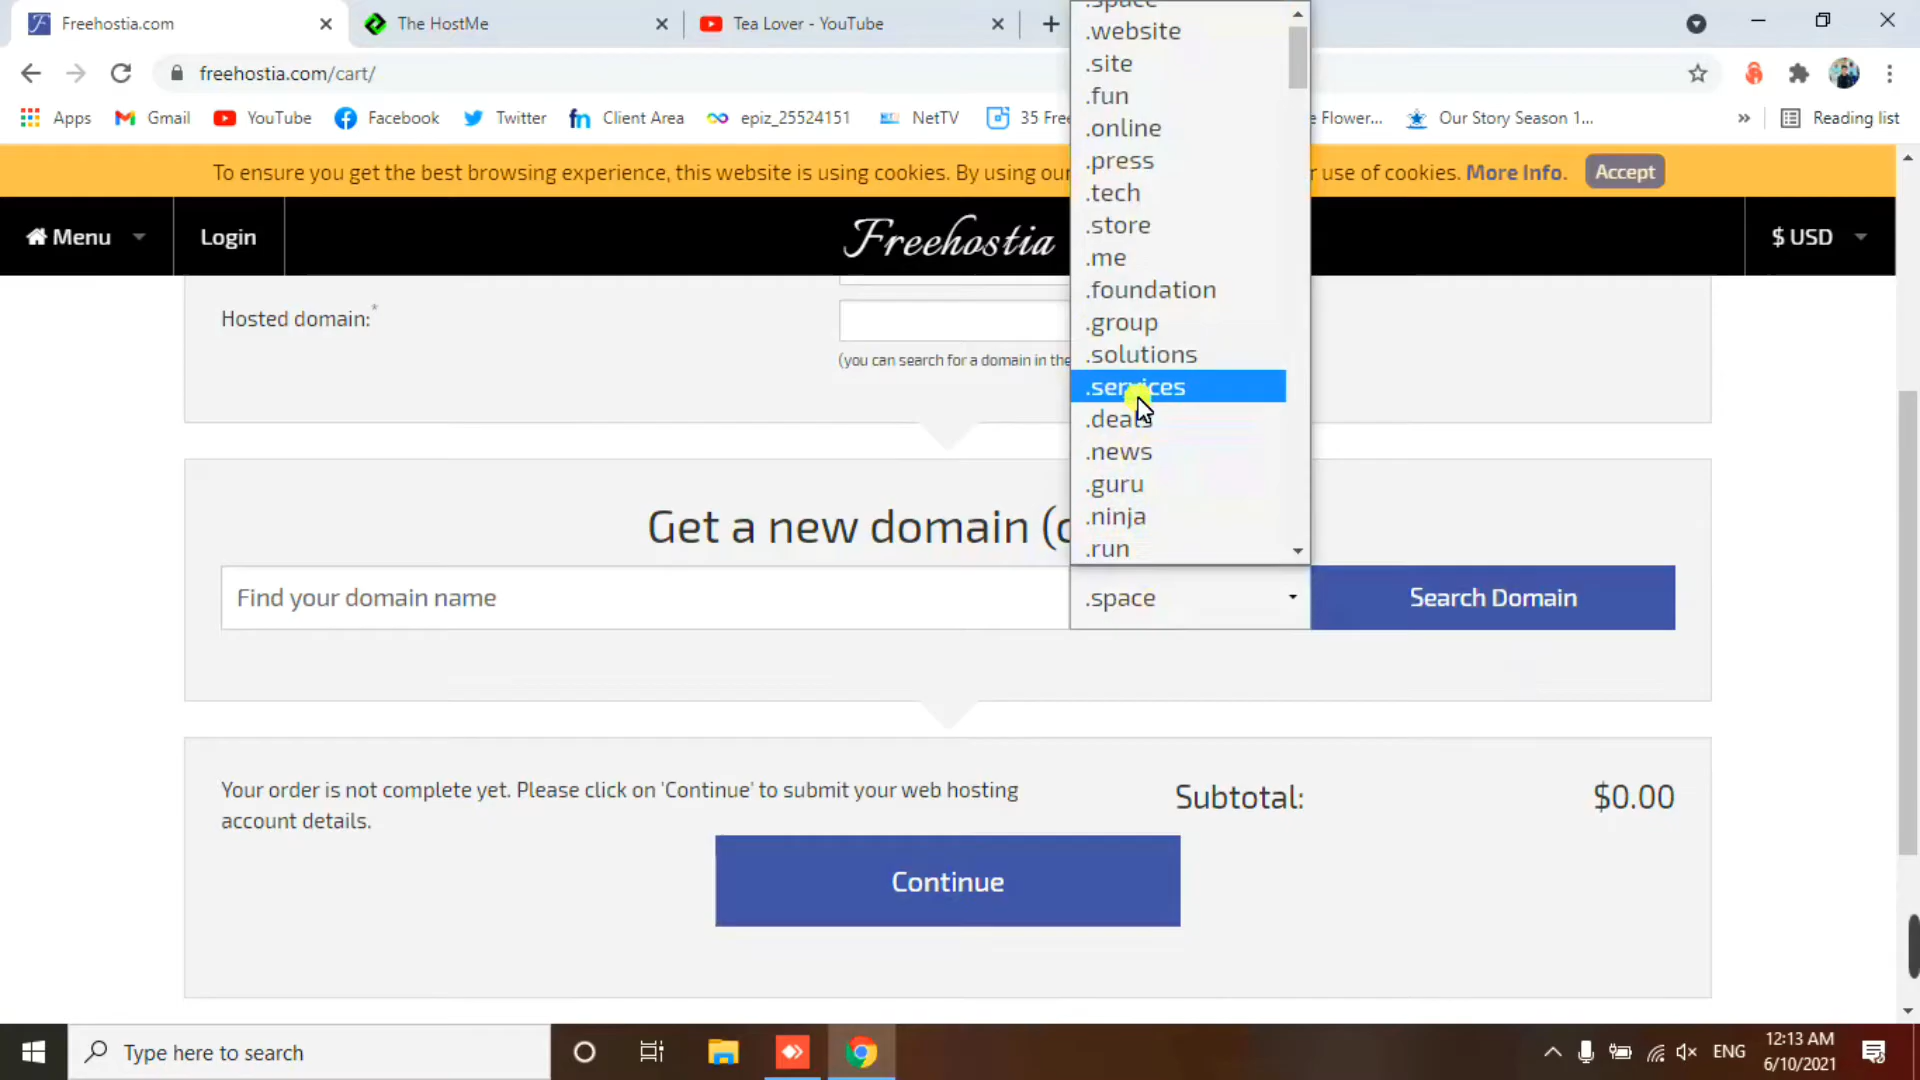 Freehostia.com
The HostMe
Tea Lover - YouTube
freehostia.com/cart/
Apps
Gmail
YouTube
Facebook
Twitter
Client Area
epiz_25524151
NetTV
35 Free
e Flower...
Our Story Season 1...
»
Reading list
To ensure you get the best browsing experience, this website is using cookies. By using our
r use of cookies. More Info.
Accept
Menu
Login
Freehostia
$ USD
.space
.website
.site
.fun
.online
.press
.tech
.store
.me
.foundation
.group
.solutions
.services
.deals
.news
.guru
.ninja
.run
Hosted domain:*
(you can search for a domain in the
Get a new domain (o
Find your domain name
.space
Search Domain
Your order is not complete yet. Please click on 'Continue' to submit your web hosting
account details.
Subtotal:
$0.00
Continue
Type here to search
ENG
12:13 AM
6/10/2021